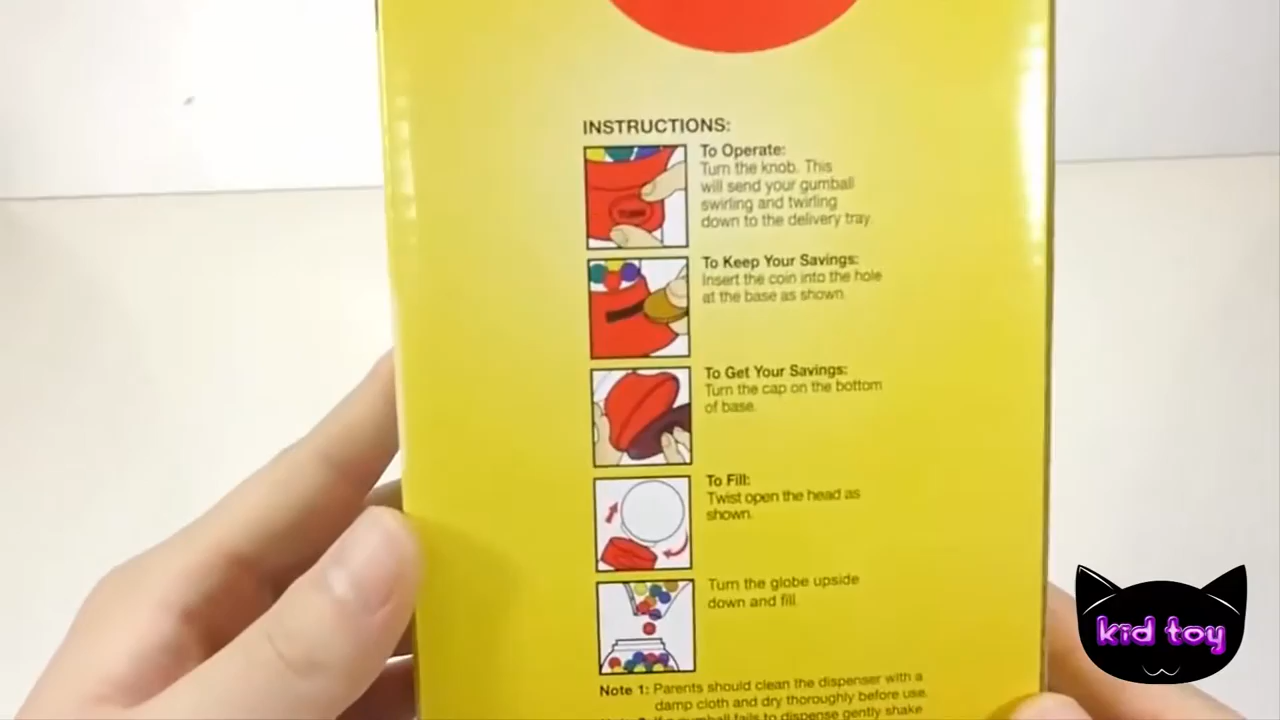 INSTRUCTIONS:
To Operate:
Turn the knob. This
will send your gumball
swirling and twirling
down to the delivery tray.
To Keep Your Savings:
Insert the coin into the hole
at the base as shown.
To Get Your Savings:
Turn the cap on the bottom
of base.
To Fill:
Twist open the head as
shown.
Turn the globe upside
down and fill.
Note 1: Parents should clean the dispenser with a
damp cloth and dry thoroughly before use.
If a gumball fails to dispense gently shake
kid toy